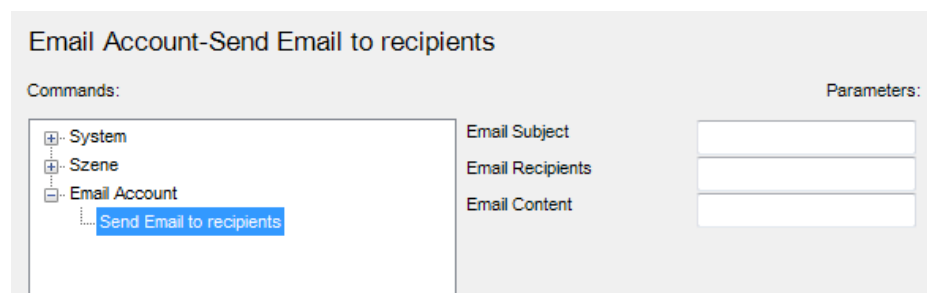 Email Account-Send Email to recipients
Commands:
Parameters:
System
Szene
Email Account
Send Email to recipients
Email Subject
Email Recipients
Email Content